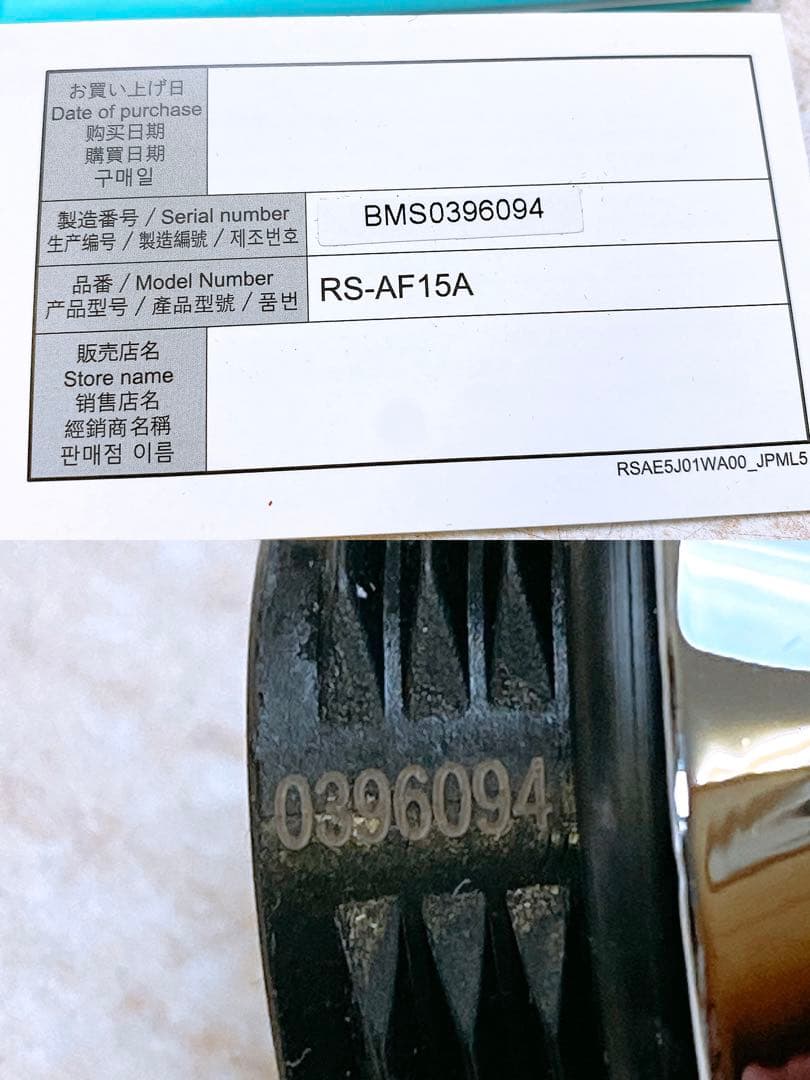 お買い上げ日
Date of purchase
购买日期
購買日期
구매일
製造番号 / Serial number
生产编号 / 製造編號 / 제조번호
BMS0396094
品番 / Model Number
产品型号 / 產品型號 / 품번
RS-AF15A
販売店名
Store name
销售店名
經銷商名稱
판매점 이름
RSAE5J01WA00_JPML5
0396094